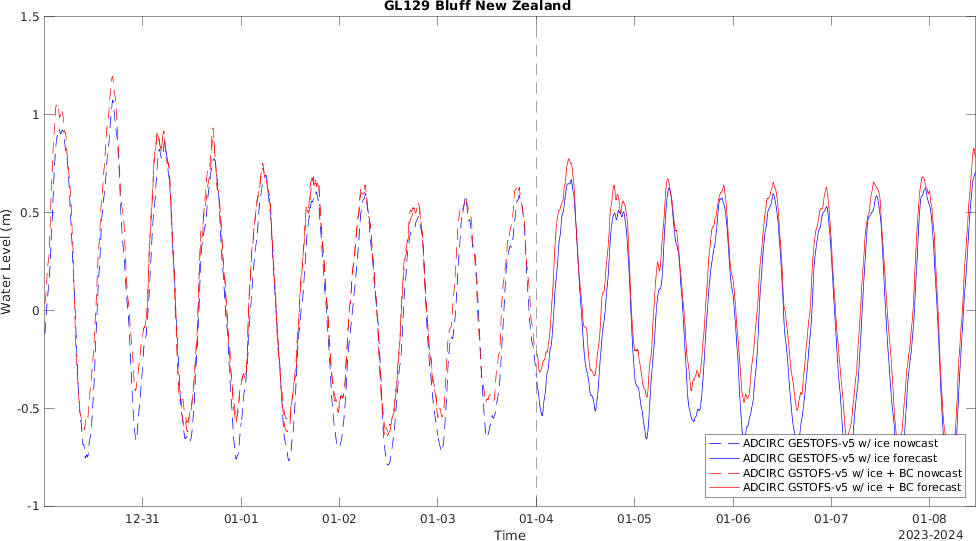 GL129 Bluff New Zealand
1.5
1
0.5
0
-0.5
-1
Water Level (m)
12-31
01-01
01-02
01-03
01-04
01-05
01-06
01-07
01-08
Time
2023-2024
ADCIRC GESTOFS-v5 w/ ice nowcast
ADCIRC GESTOFS-v5 w/ ice forecast
ADCIRC GSTOFS-v5 w/ ice + BC nowcast
ADCIRC GSTOFS-v5 w/ ice + BC forecast